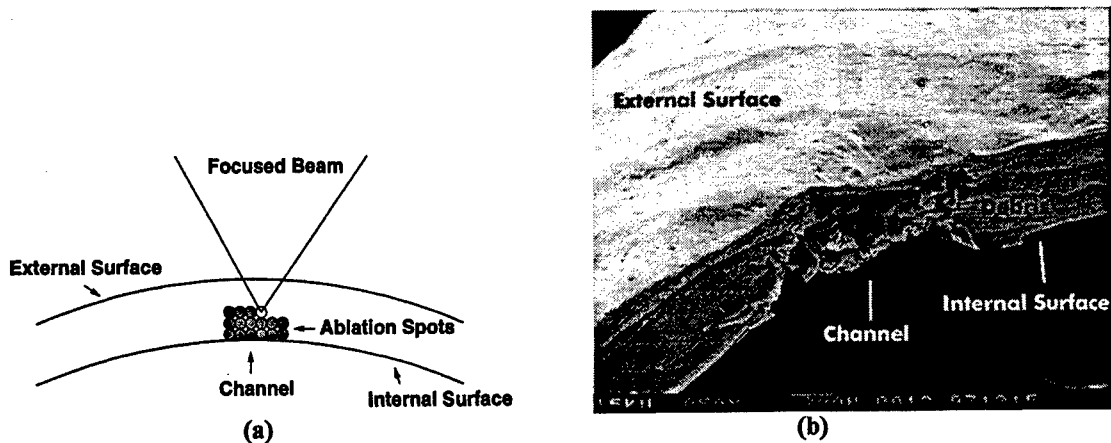 Focused Beam
External Surface
Ablation Spots
Channel
Internal Surface
(a)
External Surface
Debris
Internal Surface
Channel
(b)